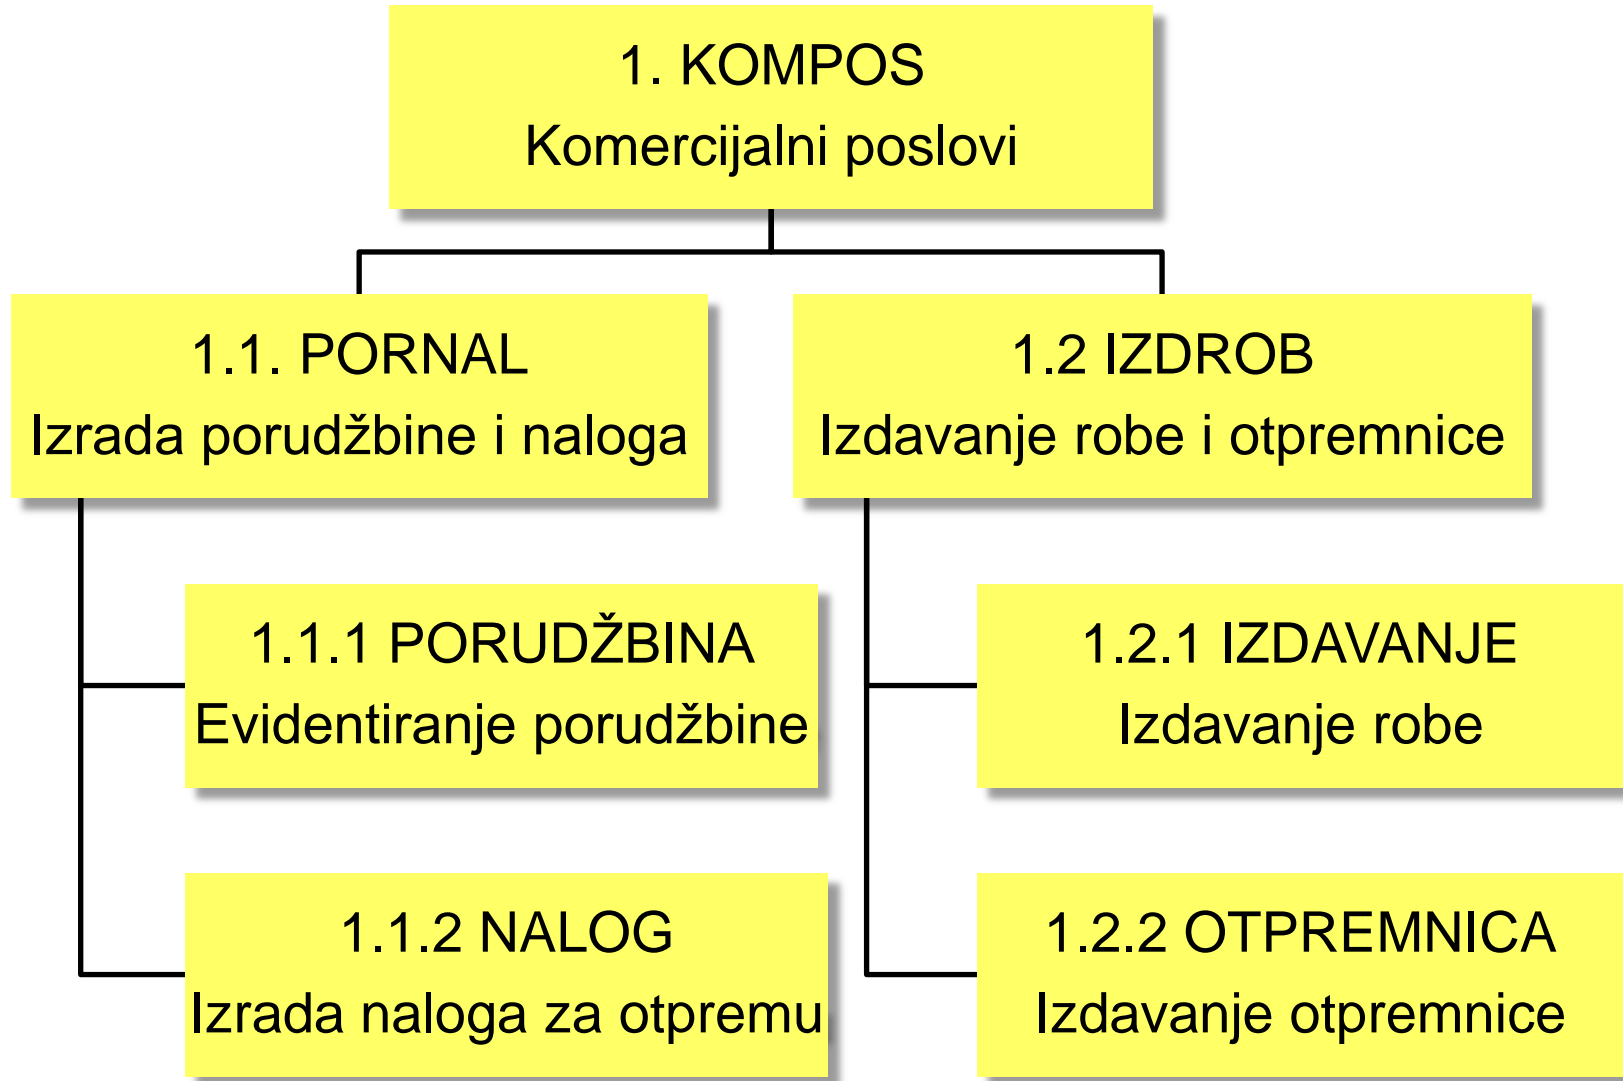 1. KOMPOS
Komercijalni poslovi
1.1. PORNAL
Izrada porudžbine i naloga
1.2 IZDROB
Izdavanje robe i otpremnice
1.1.1 PORUDŽBINA
Evidentiranje porudžbine
1.2.1 IZDAVANJE
Izdavanje robe
1.1.2 NALOG
Izrada naloga za otpremu
1.2.2 OTPREMNICA
Izdavanje otpremnice